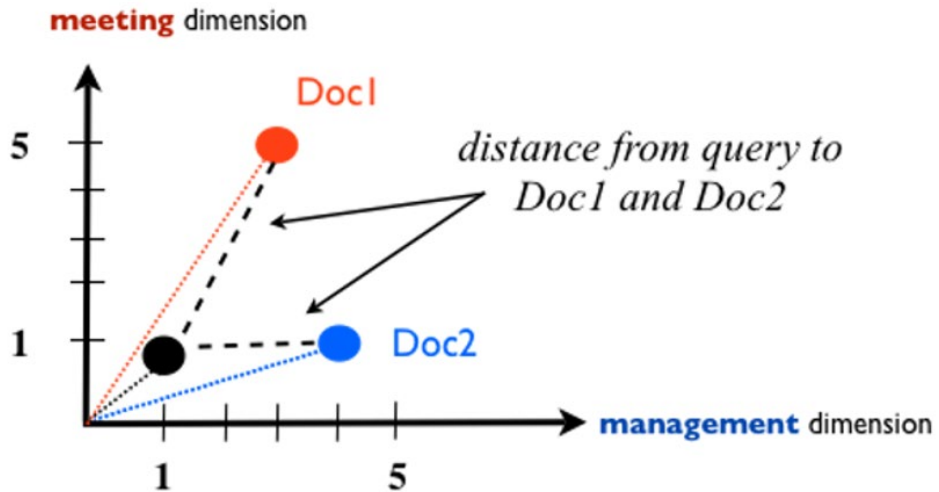 meeting dimension
Doc1
5
distance from query to
Doc1 and Doc2
1
Doc2
management dimension
1
5